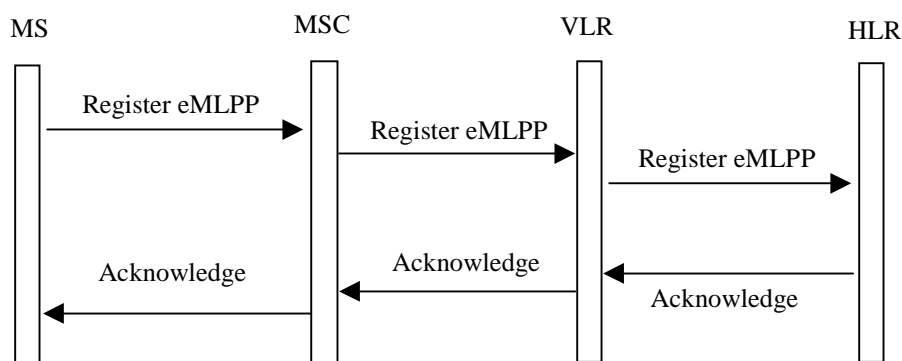 MS
MSC
VLR
HLR
Register eMLPP
Register eMLPP
Register eMLPP
Acknowledge
Acknowledge
Acknowledge